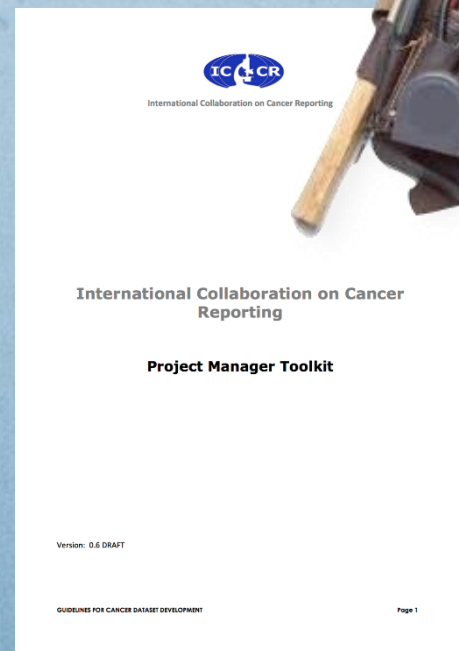 ICCR
International Collaboration on Cancer Reporting
International Collaboration on Cancer
Reporting
Project Manager Toolkit
Version: 0.6 DRAFT
GUIDELINES FOR CANCER DATASET DEVELOPMENT Page 1